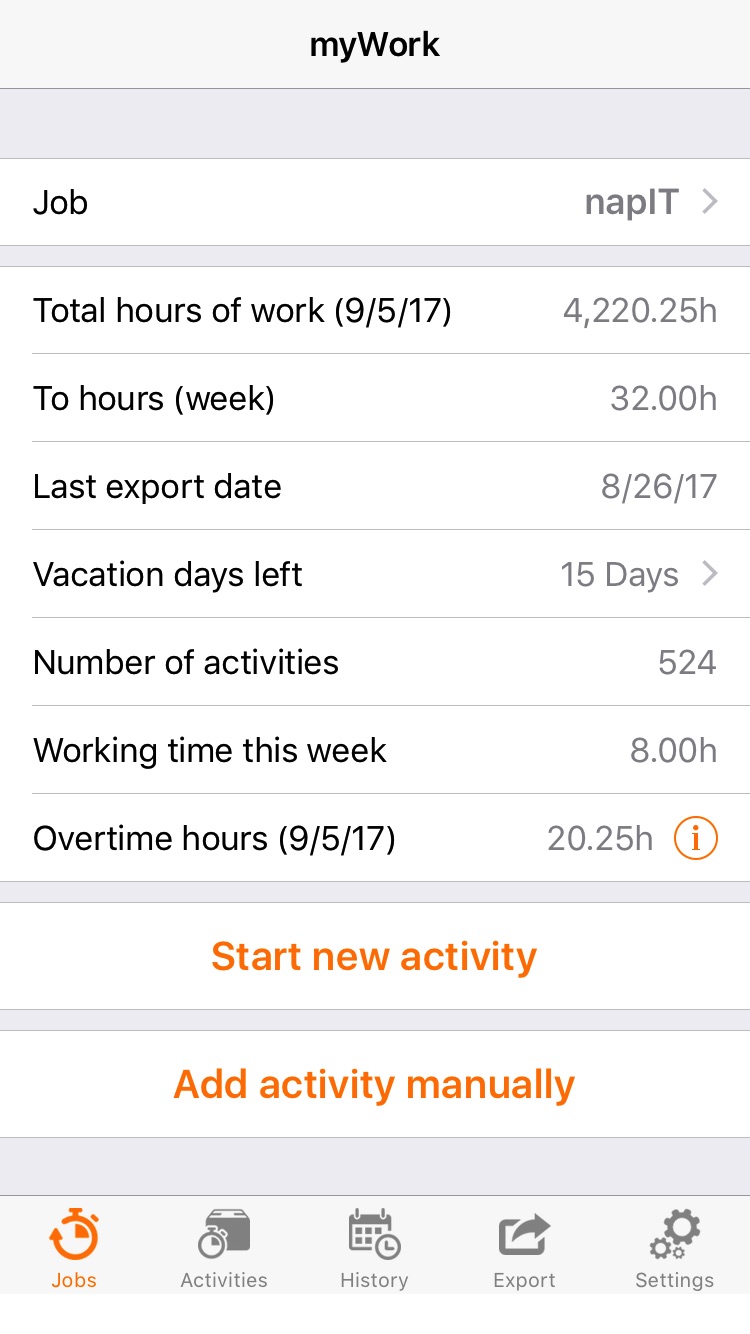 myWork
Job napIT
Total hours of work (9/5/17) 4,220.25h
To hours (week) 32.00h
Last export date 8/26/17
Vacation days left 15 Days
Number of activities 524
Working time this week 8.00h
Overtime hours (9/5/17) 20.25h i
Start new activity
Add activity manually
Jobs Activities History Export Settings